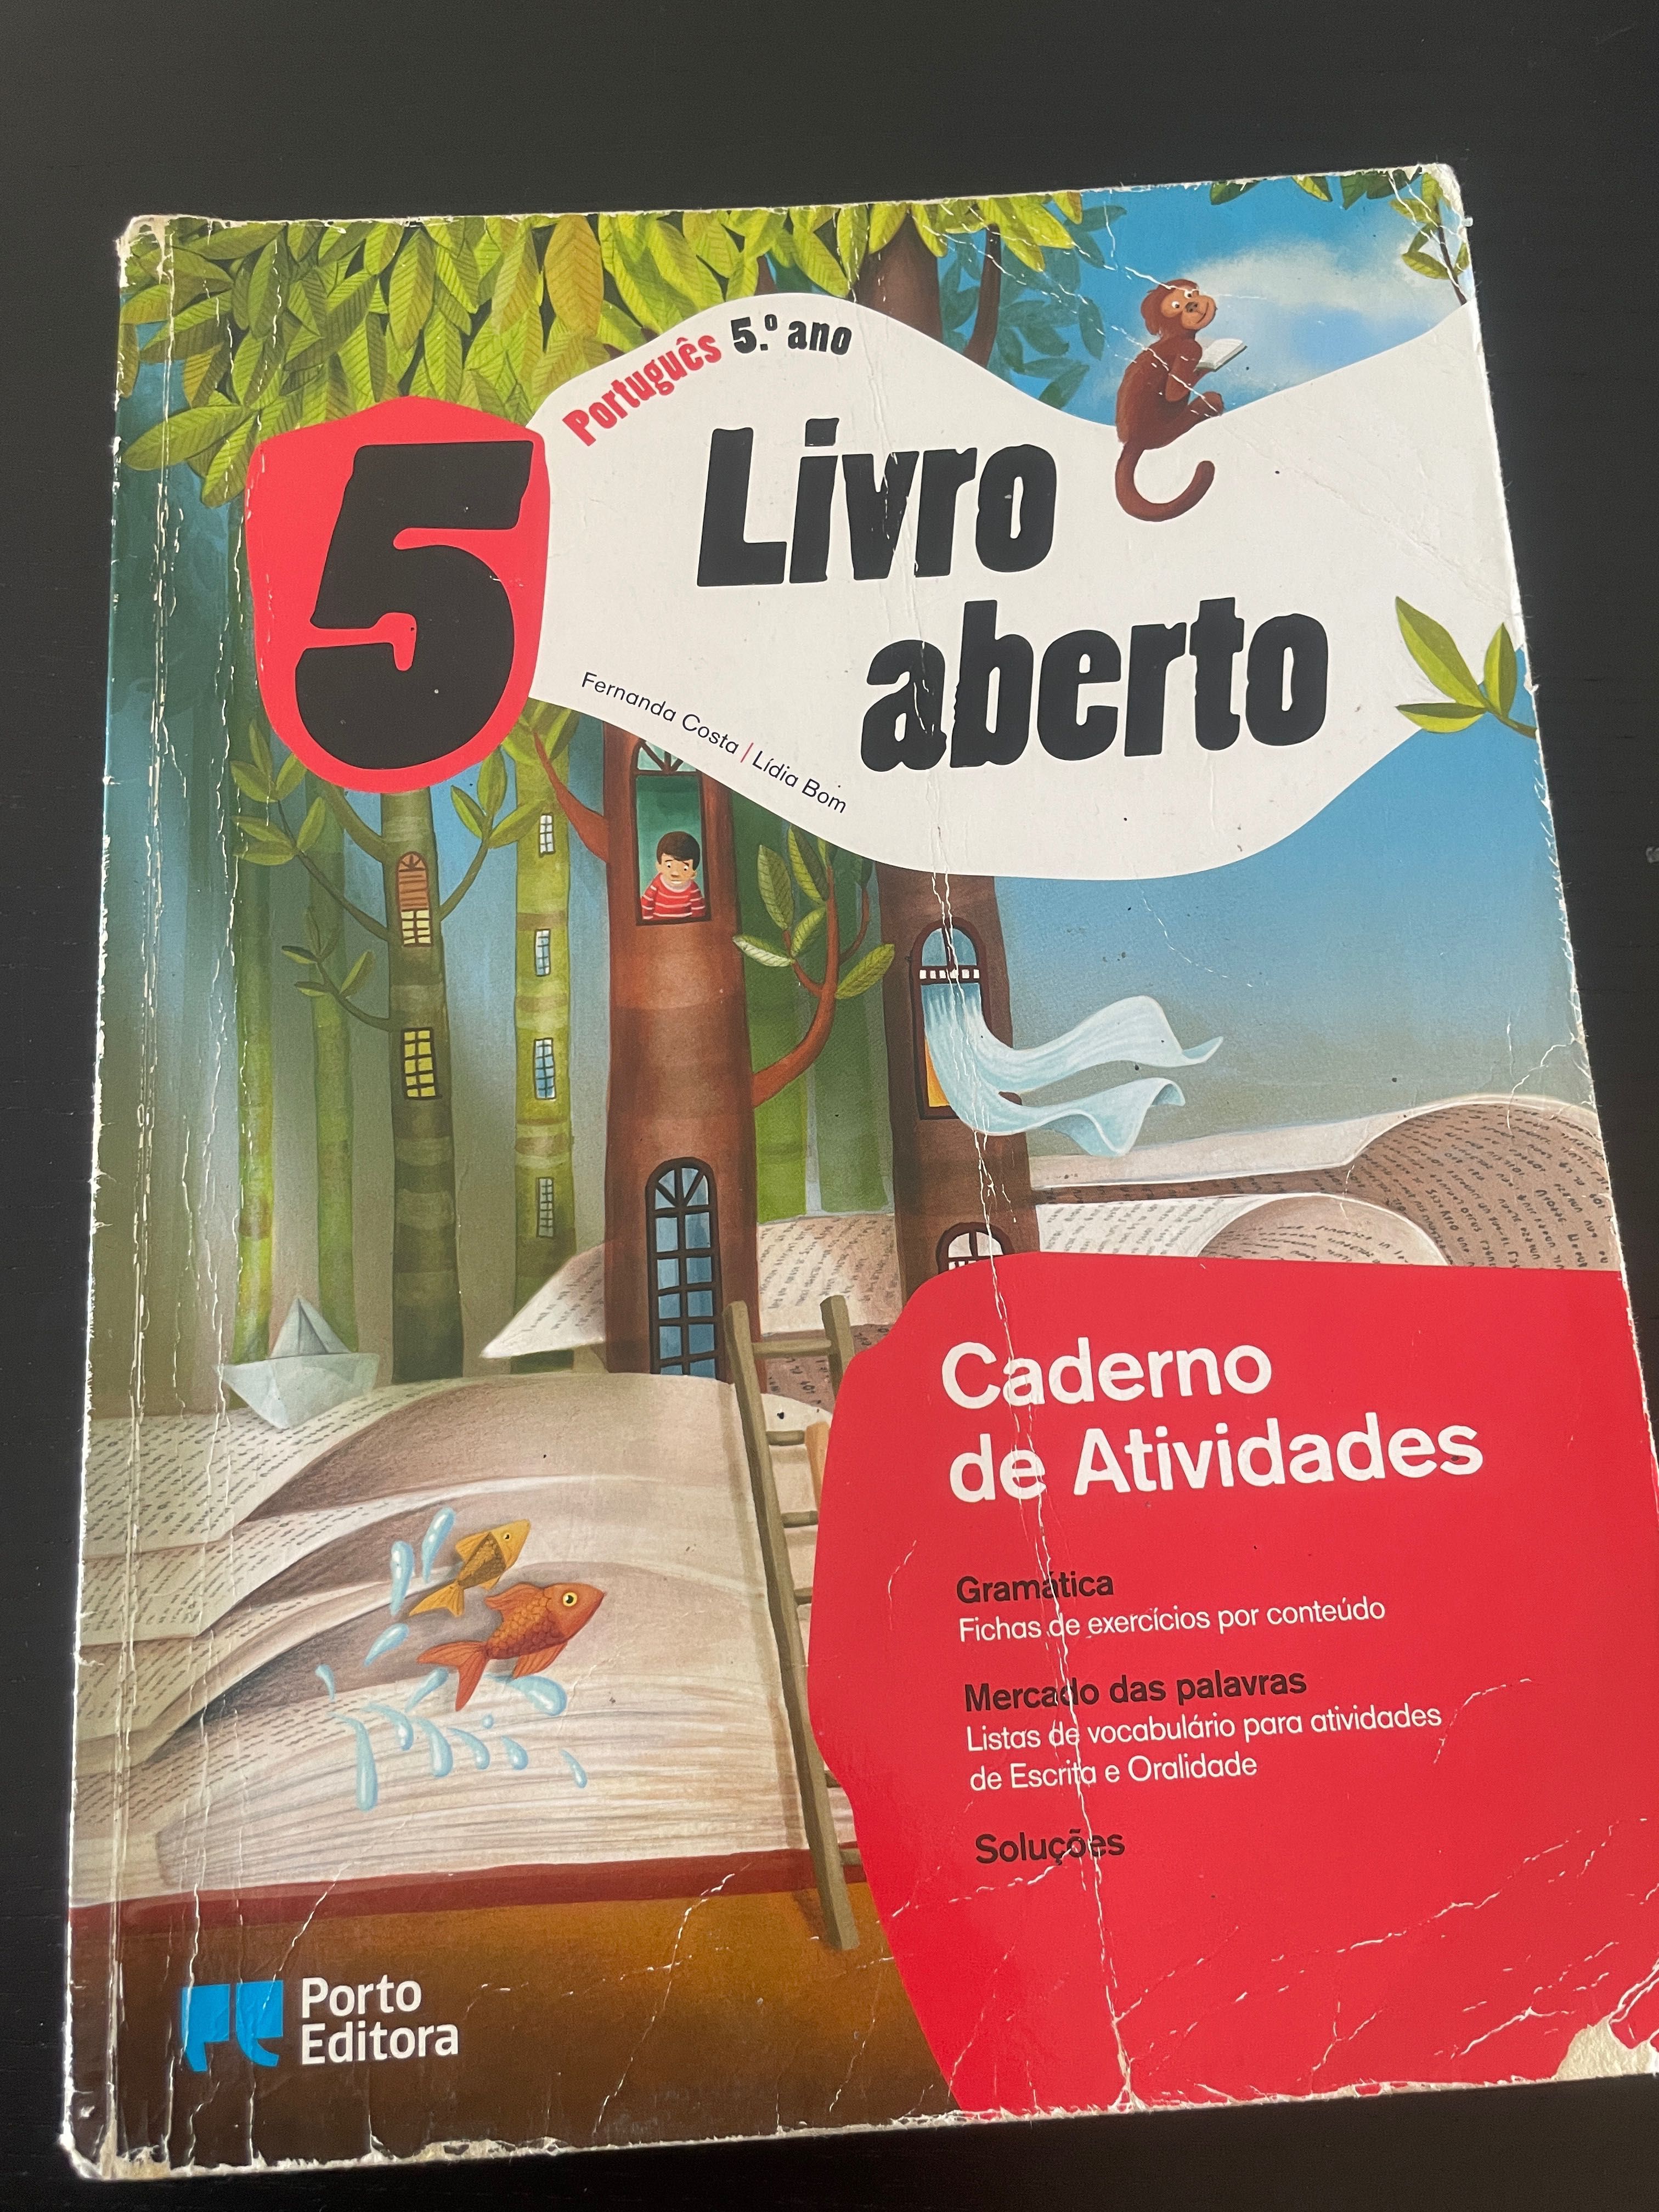 Português 5.º ano
5
Livro
aberto
Fernanda Costa | Lídia Bom
Caderno
de Atividades
Gramática
Fichas de exercícios por conteúdo
Mercado das palavras
Listas de vocabulário para atividades
de Escrita e Oralidade
Soluções
Porto
Editora